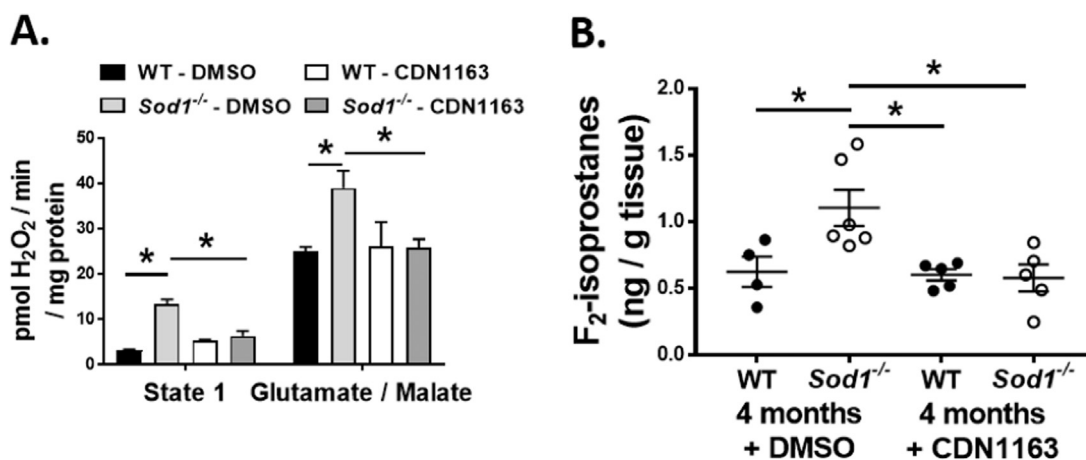 A.
WT - DMSO WT - CDN1163
Sod1-/- - DMSO Sod1-/- - CDN1163
pmol H2O2 / min
/ mg protein
50
40
30
20
10
0
* * * *
State 1 Glutamate / Malate
B.
F2-isoprostanes
(ng / g tissue)
2.0
1.5
1.0
0.5
0.0
* * *
WT Sod1-/- WT Sod1-/-
4 months 4 months
+ DMSO + CDN1163